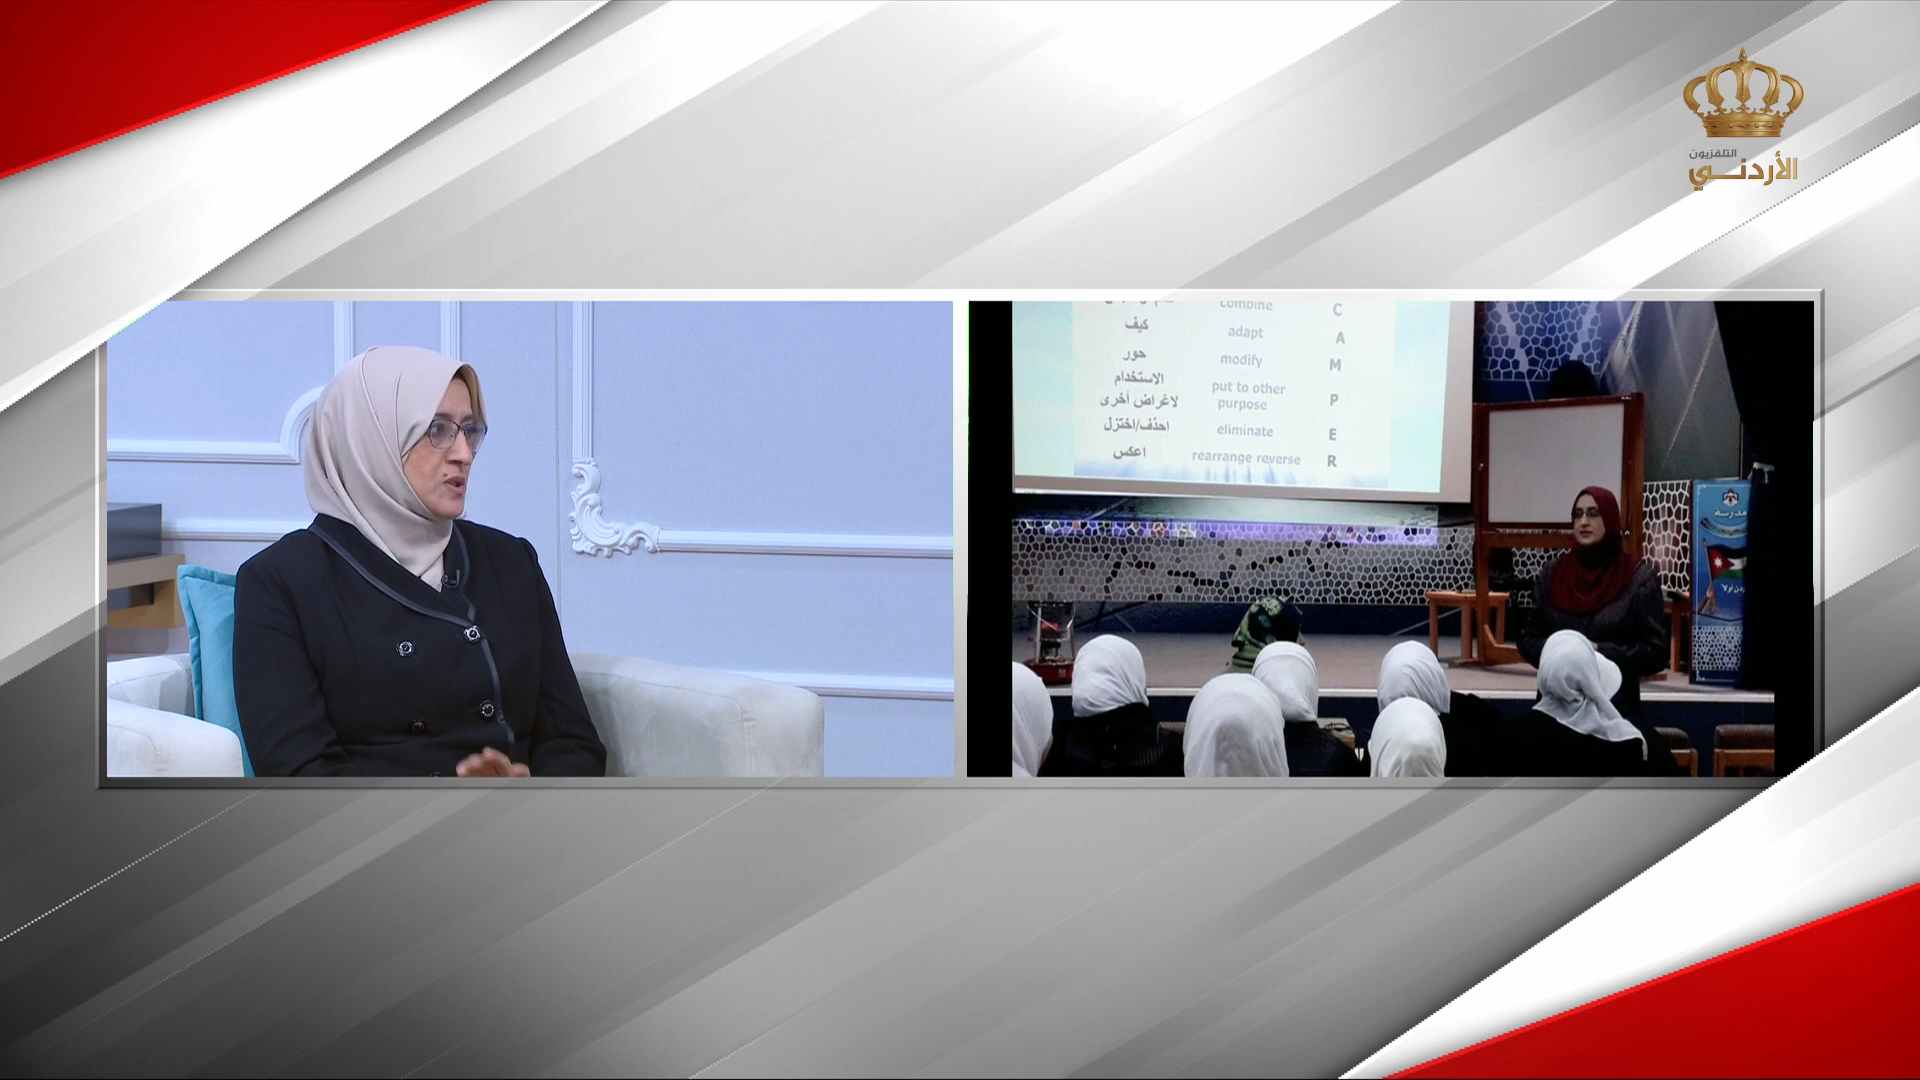 التلفزيون
الأردني
combine C
كيف adapt A
حور modify M
الاستخدام
لاغراض أخرى put to other
purpose P
احذف/اختزل eliminate E
اعكس rearrange reverse R
مدرسة